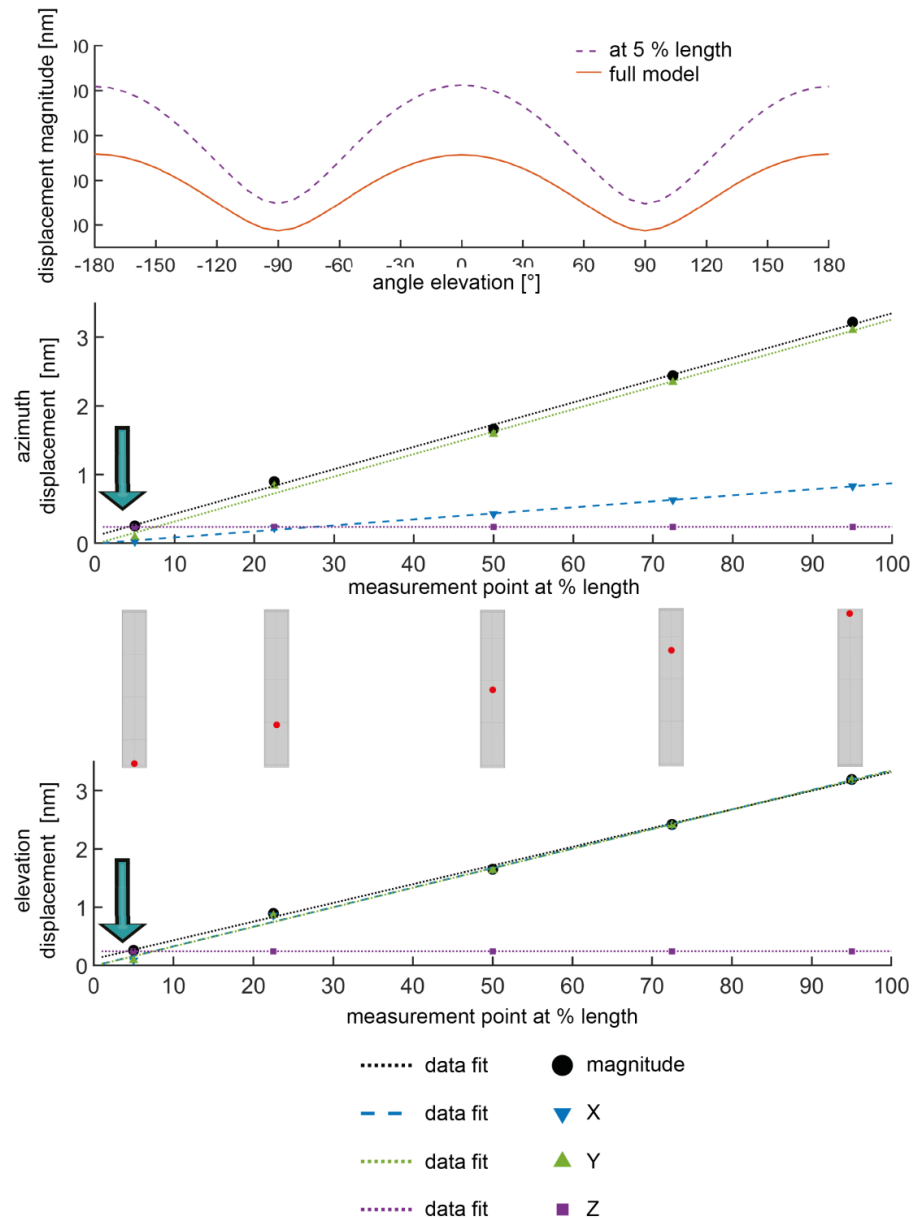 displacement magnitude [nm]
at 5 % length
full model
-180 -150 -120 -90 -60 -30 0 30 60 90 120 150 180
angle elevation [°]
azimuth
displacement [nm]
3
2
1
0
0 10 20 30 40 50 60 70 80 90 100
measurement point at % length
elevation
displacement [nm]
3
2
1
0
0 10 20 30 40 50 60 70 80 90 100
measurement point at % length
data fit magnitude
data fit X
data fit Y
data fit Z